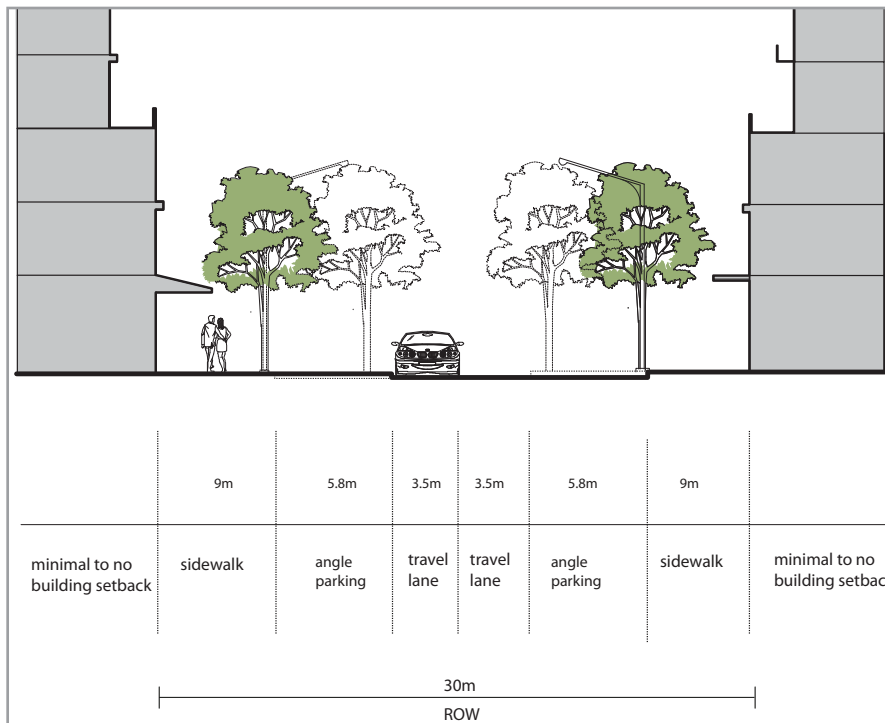 9m 5.8m 3.5m 3.5m 5.8m 9m
minimal to no
building setback
sidewalk
angle
parking
travel
lane
travel
lane
angle
parking
sidewalk
minimal to no
building setbac
30m
ROW